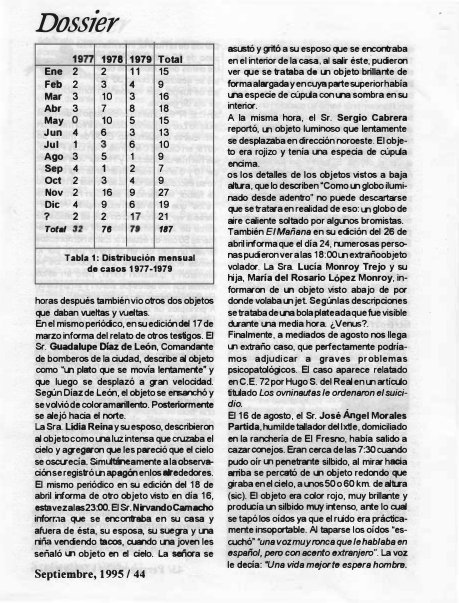 Dossier
1977 1978 1979 Total
Ene 2 2 11 15
Feb 2 3 4 9
Mar 3 10 3 16
Abr 3 7 8 18
May 0 10 5 15
Jun 4 6 3 13
Jul 1 3 6 10
Ago 3 5 1 9
Sep 4 1 2 7
Oct 2 3 4 9
Nov 2 16 9 27
Dic 4 9 6 19
? 2 2 17 21
Total 32 76 79 187
Tabla 1: Distribución mensual
de casos 1977-1979
horas después también vio otros dos objetos
que daban vueltas y vueltas.
En el mismo periódico, en su edición del 17 de
marzo informa del relato de otros testigos. El
Sr. Guadalupe Díaz de León, Comandante
de bomberos de la ciudad, describe al objeto
como "un plato que se movía lentamente" y
que luego se desplazó a gran velocidad.
Según Díaz de León, el objeto se ensanchó y
se volvió de color amarillento. Posteriormente
se alejó hacia el norte.
La Sra. Lidia Reina y su esposo, describieron
al objeto como una luz intensa que cruzaba el
cielo y agregaron que les pareció que el cielo
se oscurecía. Simultáneamente a la observa-
ción se registró un apagón en los alrededores.
El mismo periódico en su edición del 18 de
abril informa de otro objeto visto en día 16,
esta vez a las 23:00. El Sr. Nirvando Camacho
informa que se encontraba en su casa y
afuera de ésta, su esposa, su suegra y una
niña vendiendo tacos, cuando una joven les
señaló un objeto en el cielo. La señora se
asustó y gritó a su esposo que se encontraba
en el interior de la casa, al salir éste, pudieron
ver que se trataba de un objeto brillante de
forma alargada y en cuya parte superior había
una especie de cúpula con una sombra en su
interior.
A la misma hora, el Sr. Sergio Cabrera
reportó, un objeto luminoso que lentamente
se desplazaba en dirección noroeste. El obje-
to era rojizo y tenía una especie de cúpula
encima.
os los detalles de los objetos vistos a baja
altura, que lo describen "Como un globo ilumi-
nado desde adentro" no puede descartarse
que se tratara en realidad de eso: un globo de
aire caliente soltado por algunos bromistas.
También El Mañana en su edición del 26 de
abril informa que el día 24, numerosas perso-
nas pudieron ver a las 18:00 un extraño objeto
volador. La Sra. Lucía Monroy Trejo y su
hija, María del Rosario López Monroy, in-
formaron de un objeto visto abajo de por
donde volaba un jet. Según las descripciones
se trataba de una bola plateada que fue visible
durante una media hora. ¿Venus?.
Finalmente, a mediados de agosto nos llega
un extraño caso, que perfectamente podría-
mos adjudicar a graves problemas
psicopatológicos. El caso aparece relatado
en C.E. 72 por Hugo S. del Real en un artículo
titulado Los ovninautas le ordenaron el suici-
dio.
El 16 de agosto, el Sr. José Ángel Morales
Partida, humilde tallador del Ixtle, domiciliado
en la ranchería de El Fresno, había salido a
cazar conejos. Eran cerca de las 7:30 cuando
pudo oir un penetrante silbido, al mirar hacia
arriba se percató de un objeto redondo que
giraba en el cielo, a unos 50 o 60 km. de altura
(sic). El objeto era color rojo, muy brillante y
producía un silbido muy intenso, ante lo cual
se tapó los oídos ya que el ruido era práctica-
mente insoportable. Al taparse los oídos "es-
cuchó" "una voz muy ronca que le hablaba en
español, pero con acento extranjero". La voz
le decía: "Una vida mejor te espera hombre.
Septiembre, 1995 / 44